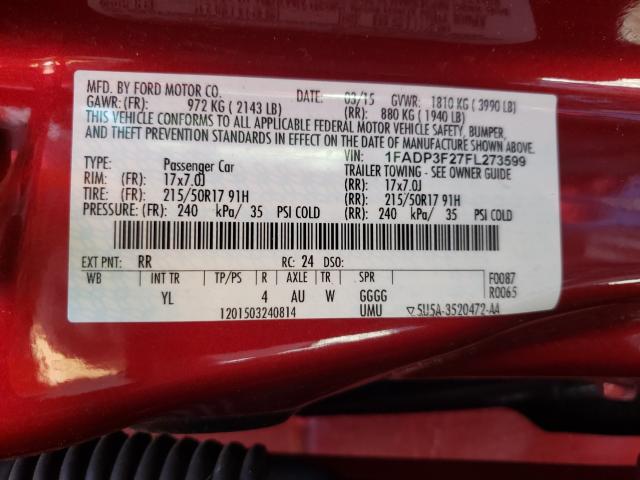 MFD. BY FORD MOTOR CO. DATE: 03/15 GVWR: 1810 KG ( 3990 LB)
GAWR: (FR): 972 KG ( 2143 LB) (RR): 880 KG ( 1940 LB)
THIS VEHICLE CONFORMS TO ALL APPLICABLE FEDERAL MOTOR VEHICLE SAFETY, BUMPER,
AND THEFT PREVENTION STANDARDS IN EFFECT ON THE DATE OF MANUFACTURE SHOWN ABOVE.
VIN: 1FADP3F27FL273599
TYPE: Passenger Car TRAILER TOWING - SEE OWNER GUIDE
RIM: (FR): 17x7.0J (RR): 17x7.0J
TIRE: (FR): 215/50R17 91H (RR): 215/50R17 91H
PRESSURE: (FR): 240 kPa/ 35 PSI COLD (RR): 240 kPa/ 35 PSI COLD
EXT PNT: RR RC: 24 DSO:
WB INT TR TP/PS R AXLE TR SPR F0087
YL 4 AU W GGGG R0065
1201503240814 UMU ▽5U5A-3520472-AA